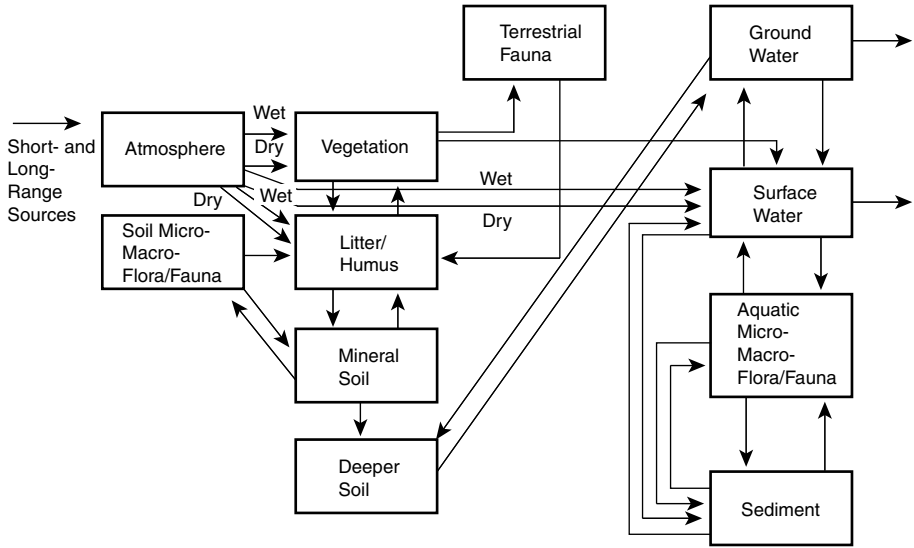 Terrestrial
Fauna
Ground
Water
Wet
Short- and
Long-
Range
Sources
Atmosphere
Dry
Vegetation
Wet
Wet
Dry
Dry
Surface
Water
Soil Micro-
Macro-
Flora/Fauna
Litter/
Humus
Mineral
Soil
Aquatic
Micro-
Macro-
Flora/Fauna
Deeper
Soil
Sediment